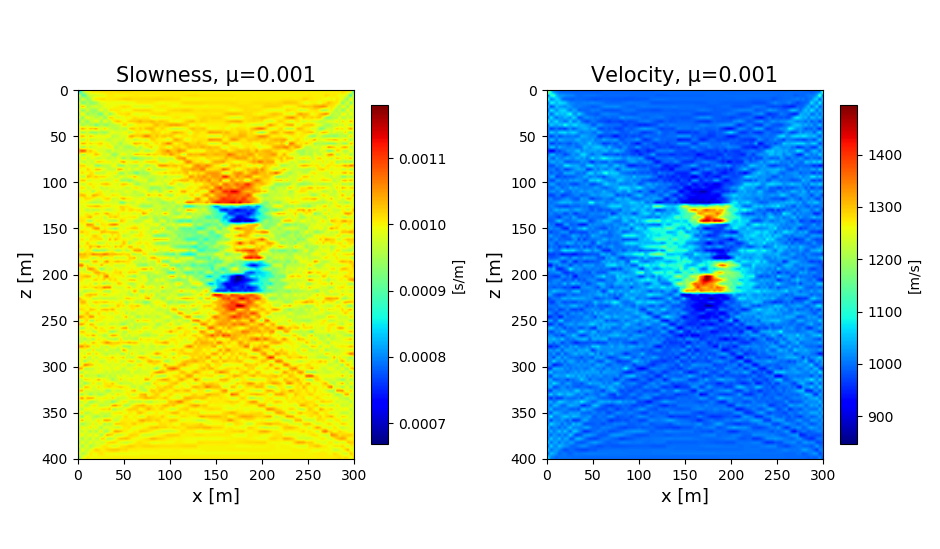 Slowness, μ=0.001
0
50
100
150
200
250
300
350
400
z [m]
0 50 100 150 200 250 300
x [m]
0.0011
0.0010
0.0009
0.0008
0.0007
[s/m]
Velocity, μ=0.001
0
50
100
150
200
250
300
350
400
z [m]
0 50 100 150 200 250 300
x [m]
1400
1300
1200
1100
1000
900
[m/s]